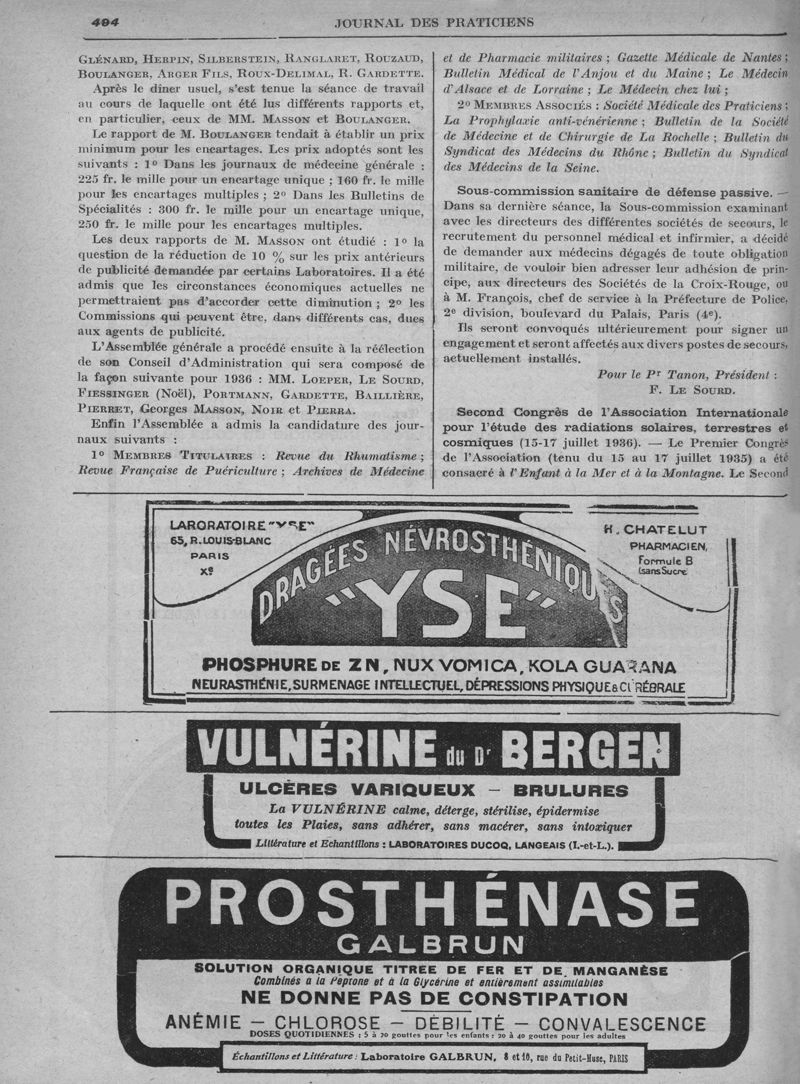 494
JOURNAL DES PRATICIENS
GLÉNARD, HERPIN, SILBERSTEIN, RANGLARET, ROUZAUD,
BOULANGER, ARGER FILS, ROUX-DELIMAL, R. GARDETTE.
Après le dîner usuel, s'est tenue la séance de travail
au cours de laquelle ont été lus différents rapports et,
en particulier, ceux de MM. MASSON et BOULANGER.
Le rapport de M. BOULANGER tendait à établir un prix
minimum pour les encartages. Les prix adoptés sont les
suivants : 1º Dans les journaux de médecine générale :
225 fr. le mille pour un encartage unique ; 160 fr. le mille
pour les encartages multiples ; 2º Dans les Bulletins de
Spécialités : 300 fr. le mille pour un encartage unique,
250 fr. le mille pour les encartages multiples.
Les deux rapports de M. MASSON ont étudié : 1º la
question de la réduction de 10 % sur les prix antérieurs
de publicité demandée par certains Laboratoires. Il a été
admis que les circonstances économiques actuelles ne
permettraient pas d'accorder cette diminution ; 2º les
Commissions qui peuvent être, dans différents cas, dues
aux agents de publicité.
L'Assemblée générale a procédé ensuite à la réélection
de son Conseil d'Administration qui sera composé de
la façon suivante pour 1936 : MM. LOEPER, LE SOURD,
FIESSINGER (Noël), PORTMANN, GARDETTE, BAILLIÈRE,
PIERRET, Georges MASSON, NOIR et PIERRA.
Enfin l'Assemblée a admis la candidature des jour-
naux suivants :
1º MEMBRES TITULAIRES : Revue du Rhumatisme ;
Revue Française de Puériculture ; Archives de Médecine
et de Pharmacie militaires ; Gazette Médicale de Nantes ;
Bulletin Médical de l'Anjou et du Maine ; Le Médecin
d'Alsace et de Lorraine ; Le Médecin chez lui ;
2º MEMBRES ASSOCIÉS : Société Médicale des Praticiens ;
La Prophylaxie anti-vénérienne ; Bulletin de la Société
de Médecine et de Chirurgie de La Rochelle ; Bulletin du
Syndicat des Médecins du Rhône ; Bulletin du Syndicat
des Médecins de la Seine.
Sous-commission sanitaire de défense passive. —
Dans sa dernière séance, la Sous-commission examinant
avec les directeurs des différentes sociétés de secours, le
recrutement du personnel médical et infirmier, a décidé
de demander aux médecins dégagés de toute obligation
militaire, de vouloir bien adresser leur adhésion de prin-
cipe, aux directeurs des Sociétés de la Croix-Rouge, ou
à M. François, chef de service à la Préfecture de Police,
2e division, boulevard du Palais, Paris (4e).
Ils seront convoqués ultérieurement pour signer un
engagement et seront affectés aux divers postes de secours,
actuellement installés.
Pour le Pr Tanon, Président :
F. LE SOURD.
Second Congrès de l'Association Internationale
pour l'étude des radiations solaires, terrestres et
cosmiques (15-17 juillet 1936). — Le Premier Congrès
de l'Association (tenu du 15 au 17 juillet 1935) a été
consacré à l'Enfant à la Mer et à la Montagne. Le Second
LABORATOIRE "YSE"
65, R. LOUIS-BLANC
PARIS
Xe
H. CHATELUT
PHARMACIEN,
Formule B
(sans Sucre)
DRAGÉES NÉVROSTHÉNIQUES
"YSE"
PHOSPHURE DE ZN, NUX VOMICA, KOLA GUARANA
NEURASTHÉNIE, SURMENAGE INTELLECTUEL, DÉPRESSIONS PHYSIQUE & CÉRÉBRALE
VULNÉRINE du Dr BERGEN
ULCÈRES VARIQUEUX – BRULURES
La VULNÉRINE calme, déterge, stérilise, épidermise
toutes les Plaies, sans adhérer, sans macérer, sans intoxiquer
Littérature et Echantillons : LABORATOIRES DUCOQ, LANGEAIS (I.-et-L.).
PROSTHÉNASE
GALBRUN
SOLUTION ORGANIQUE TITREE DE FER ET DE MANGANÈSE
Combinés à la Peptone et à la Glycérine et entièrement assimilables
NE DONNE PAS DE CONSTIPATION
ANÉMIE – CHLOROSE – DÉBILITÉ – CONVALESCENCE
DOSES QUOTIDIENNES : 5 à 20 gouttes pour les enfants : 20 à 40 gouttes pour les adultes
Échantillons et Littérature : Laboratoire GALBRUN, 8 et 10, rue du Petit-Musc, PARIS